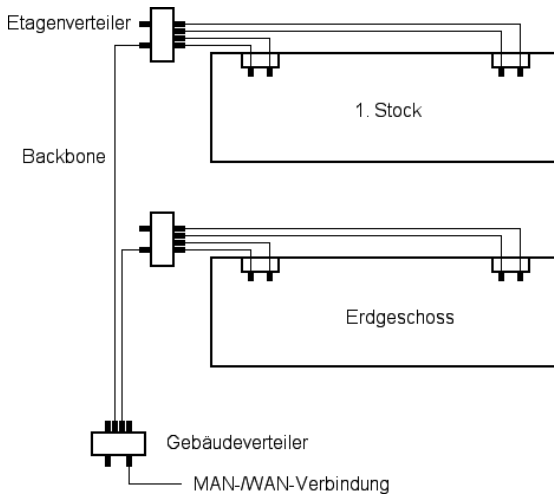 Etagenverteiler
1. Stock
Backbone
Erdgeschoss
Gebäudeverteiler
MAN-/WAN-Verbindung